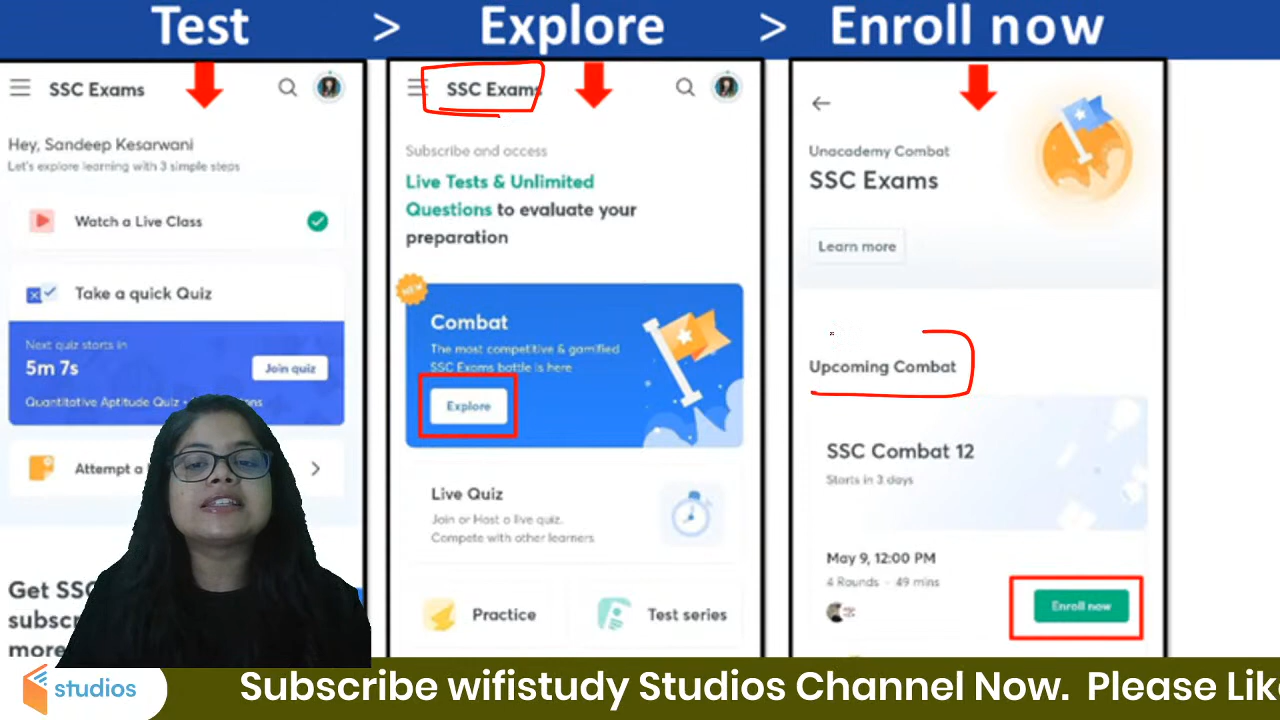 Test > Explore > Enroll now
SSC Exams
Hey, Sandeep Kesarwani
Let's explore learning with 3 simple steps
Watch a Live Class
Take a quick Quiz
Next quiz starts in
5m 7s
Join quiz
Quantitative Aptitude Quiz
Attempt a
Get SSC
subscr
more
SSC Exams
Subscribe and access
Live Tests & Unlimited
Questions to evaluate your
preparation
NEW
Combat
The most competitive & gamified
SSC Exams battle is here
Explore
Live Quiz
Join or Host a live quiz.
Compete with other learners
Practice
Test series
Unacademy Combat
SSC Exams
Learn more
Upcoming Combat
SSC Combat 12
Starts in 3 days
May 9, 12:00 PM
4 Rounds - 49 mins
Enroll now
studios
Subscribe wifistudy Studios Channel Now. Please Lik